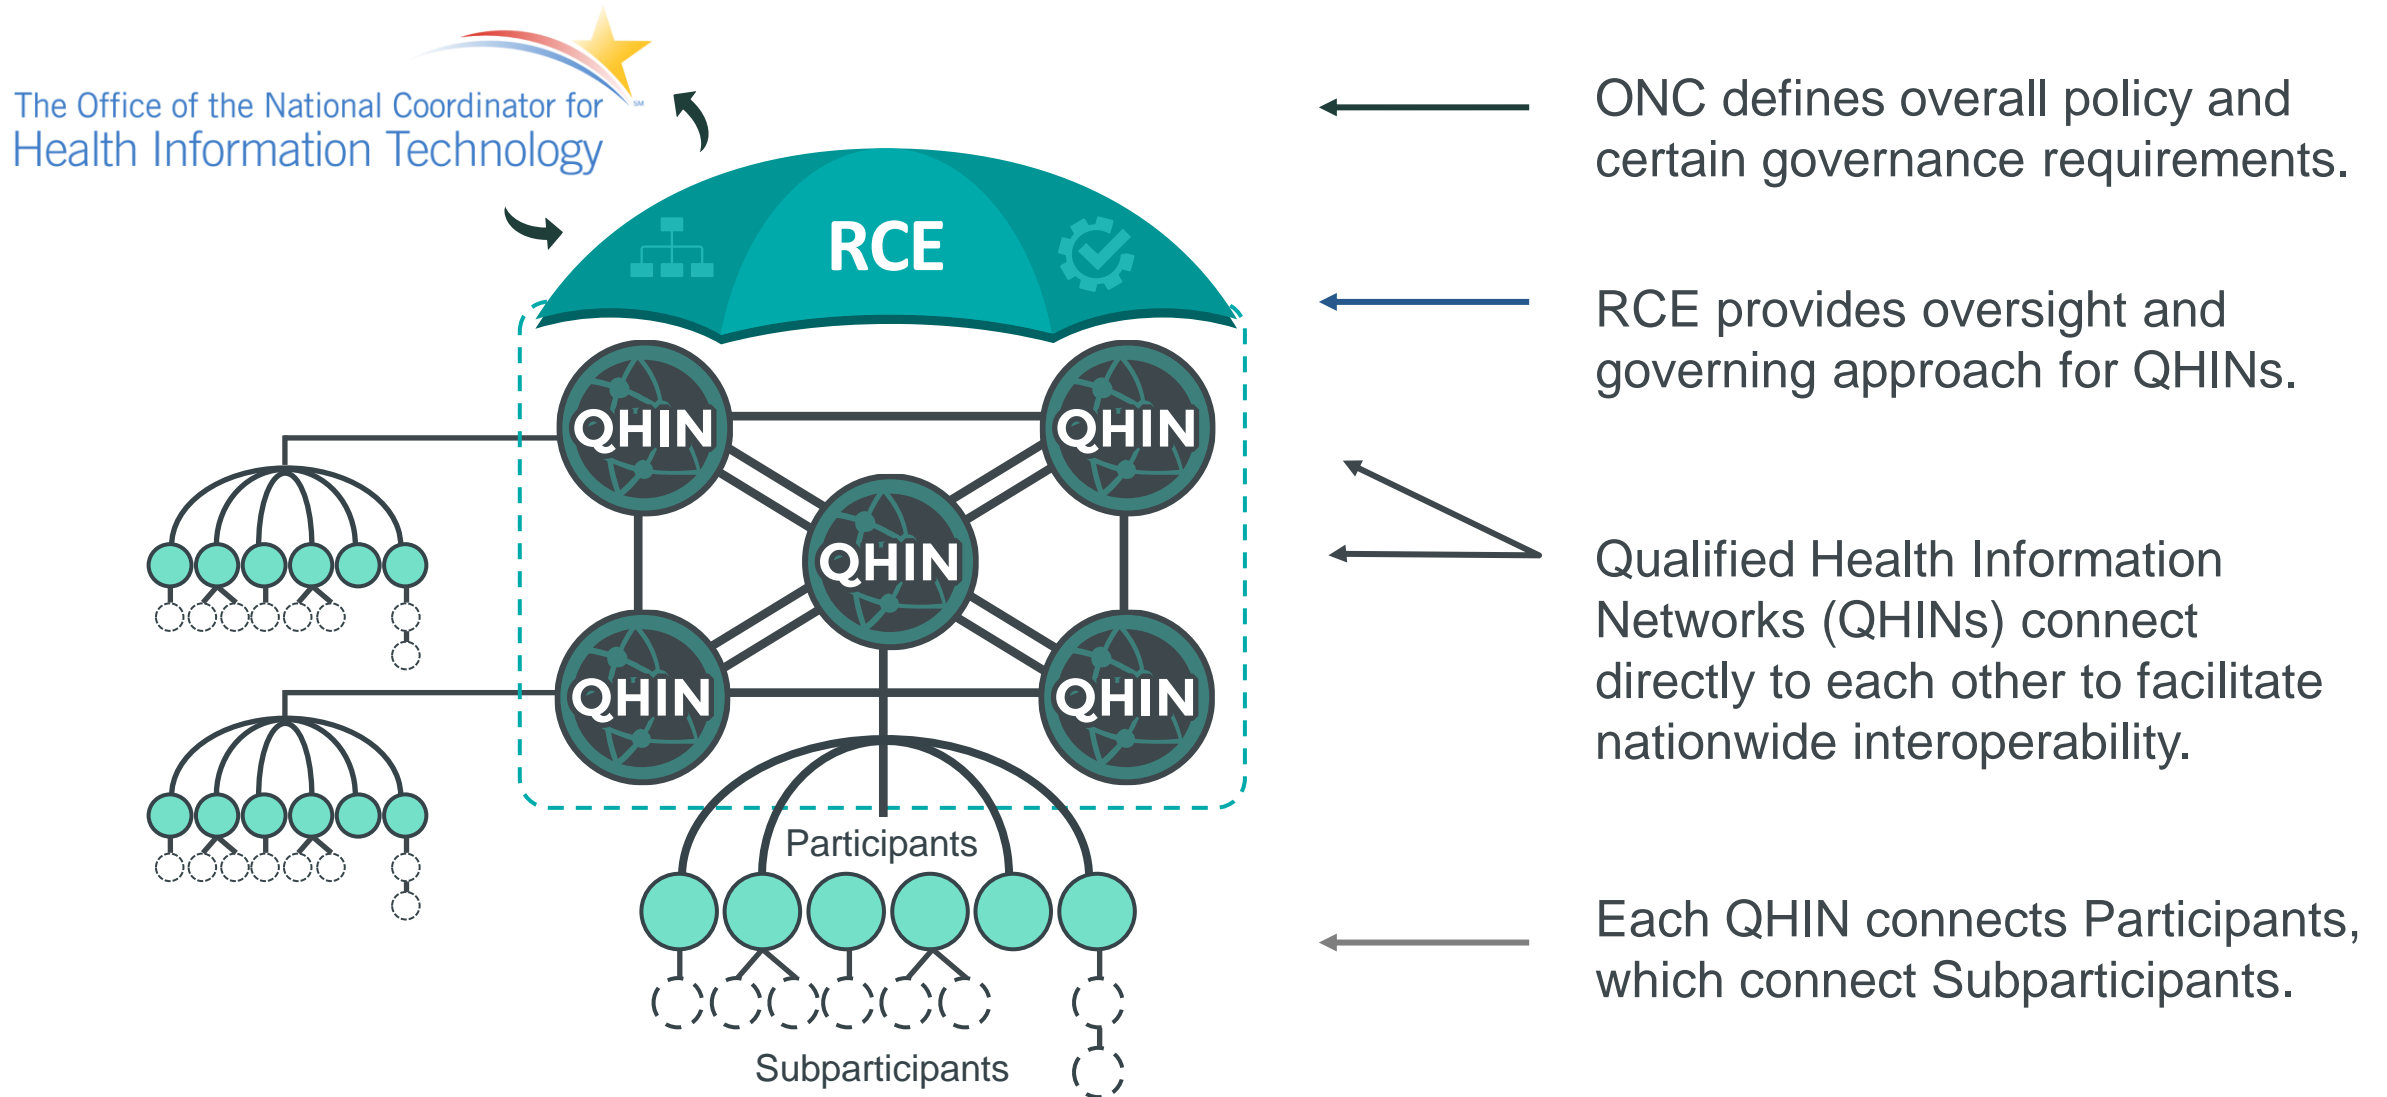 The Office of the National Coordinator for
Health Information Technology
SM
RCE
QHIN
QHIN
QHIN
QHIN
QHIN
Participants
Subparticipants
ONC defines overall policy and
certain governance requirements.
RCE provides oversight and
governing approach for QHINs.
Qualified Health Information
Networks (QHINs) connect
directly to each other to facilitate
nationwide interoperability.
Each QHIN connects Participants,
which connect Subparticipants.